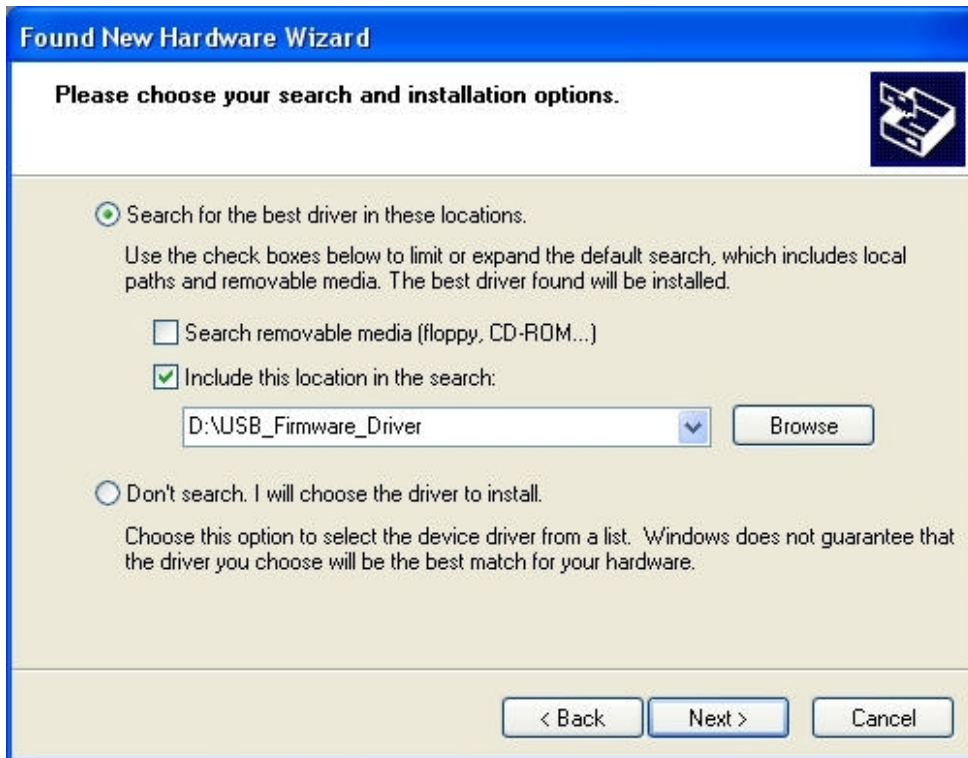 Found New Hardware Wizard
Please choose your search and installation options.
Search for the best driver in these locations.
Use the check boxes below to limit or expand the default search, which includes local
paths and removable media. The best driver found will be installed.
Search removable media (floppy, CD-ROM...)
Include this location in the search:
D:\USB_Firmware_Driver
Browse
Don't search. I will choose the driver to install.
Choose this option to select the device driver from a list. Windows does not guarantee that
the driver you choose will be the best match for your hardware.
< Back Next > Cancel